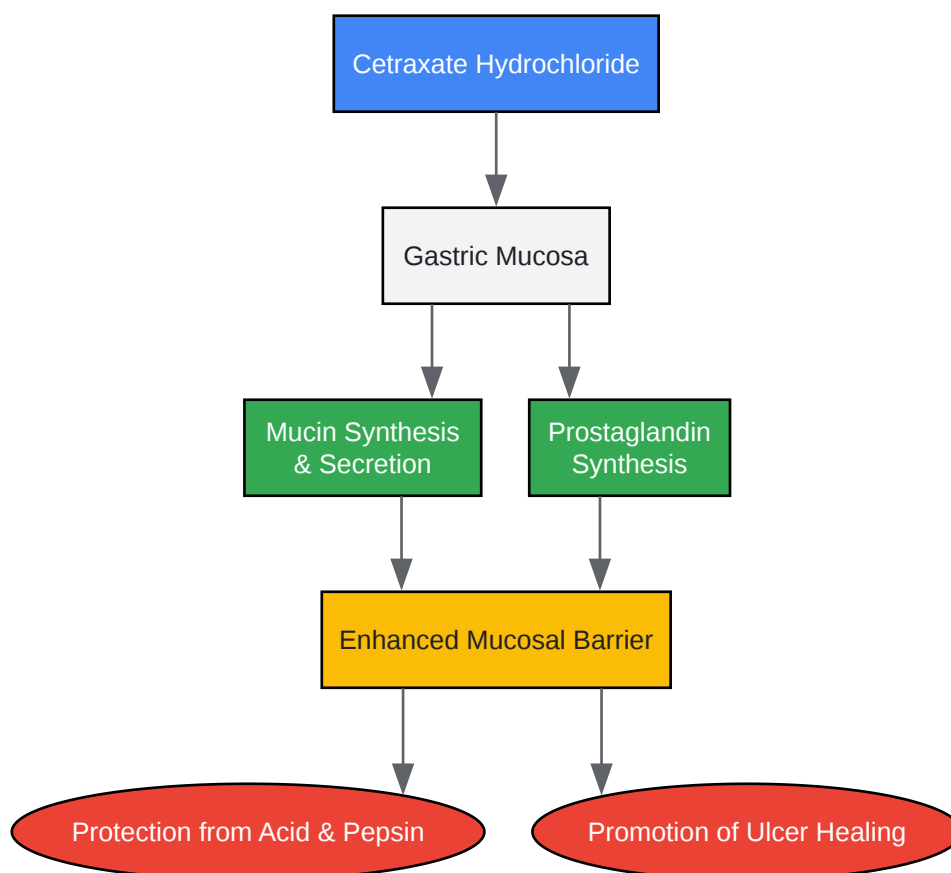 Cetraxate Hydrochloride
Gastric Mucosa
Mucin Synthesis
& Secretion
Prostaglandin
Synthesis
Enhanced Mucosal Barrier
Protection from Acid & Pepsin
Promotion of Ulcer Healing